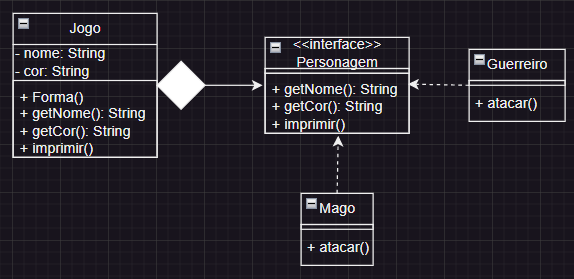 Jogo
- nome: String
- cor: String
+ Forma()
+ getNome(): String
+ getCor(): String
+ imprimir()
<<interface>>
Personagem
+ getNome(): String
+ getCor(): String
+ imprimir()
Guerreiro
+ atacar()
Mago
+ atacar()